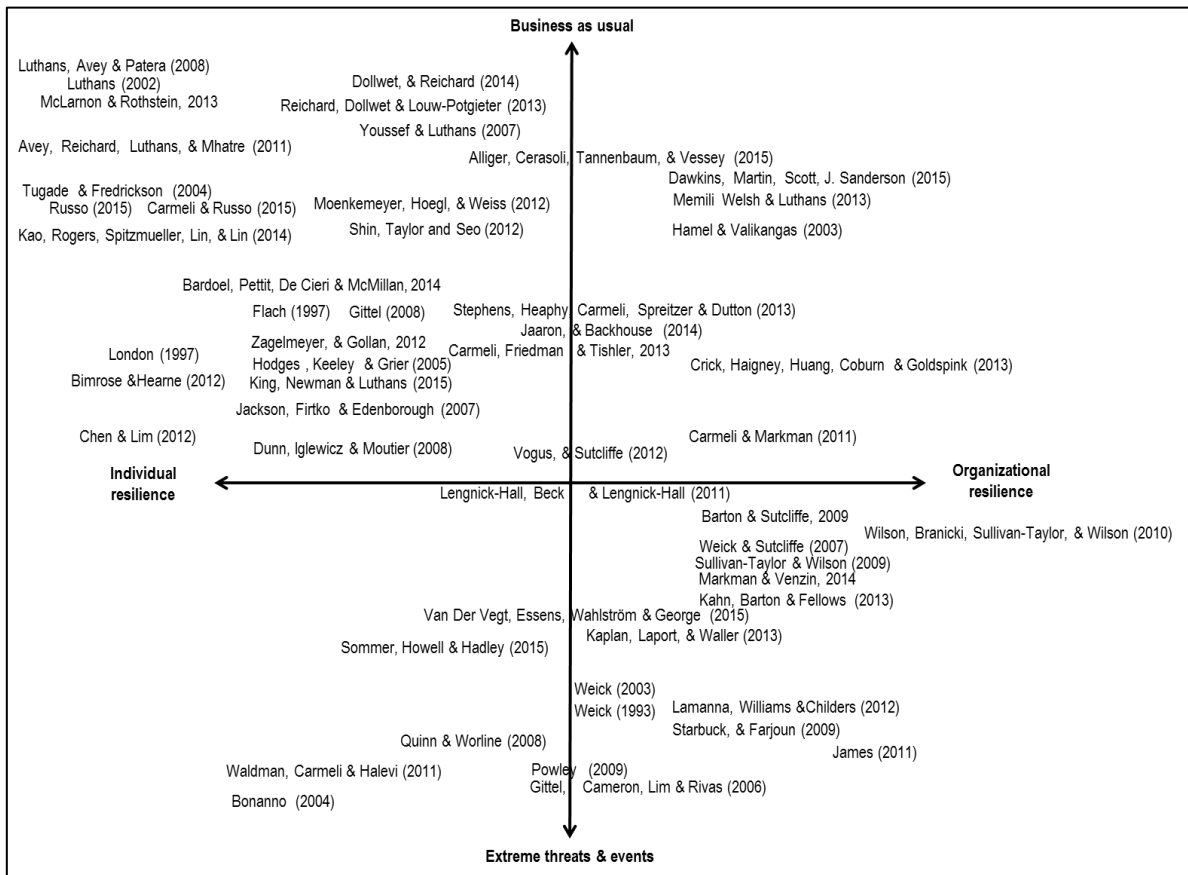 Business as usual
Luthans, Avey & Patera (2008)
Luthans (2002)
Dollwet, & Reichard (2014)
McLarnon & Rothstein, 2013
Reichard, Dollwet & Louw-Potgieter (2013)
Youssef & Luthans (2007)
Avey, Reichard, Luthans, & Mhatre (2011)
Alliger, Cerasoli, Tannenbaum, & Vessey (2015)
Dawkins, Martin, Scott, J. Sanderson (2015)
Tugade & Fredrickson (2004)
Memili Welsh & Luthans (2013)
Russo (2015) Carmeli & Russo (2015)
Moenkemeyer, Hoegl, & Weiss (2012)
Kao, Rogers, Spitzmueller, Lin, & Lin (2014)
Shin, Taylor and Seo (2012)
Hamel & Valikangas (2003)
Bardoel, Pettit, De Cieri & McMillan, 2014
Flach (1997) Gittel (2008)
Stephens, Heaphy, Carmeli, Spreitzer & Dutton (2013)
Jaaron, & Backhouse (2014)
Zagelmeyer, & Gollan, 2012
Carmeli, Friedman & Tishler, 2013
London (1997)
Hodges , Keeley & Grier (2005)
Crick, Haigney, Huang, Coburn & Goldspink (2013)
Bimrose &Hearne (2012)
King, Newman & Luthans (2015)
Jackson, Firtko & Edenborough (2007)
Chen & Lim (2012)
Carmeli & Markman (2011)
Dunn, Iglewicz & Moutier (2008)
Vogus, & Sutcliffe (2012)
Individual
resilience
Organizational
resilience
Lengnick-Hall, Beck & Lengnick-Hall (2011)
Barton & Sutcliffe, 2009
Wilson, Branicki, Sullivan-Taylor, & Wilson (2010)
Weick & Sutcliffe (2007)
Sullivan-Taylor & Wilson (2009)
Markman & Venzin, 2014
Kahn, Barton & Fellows (2013)
Van Der Vegt, Essens, Wahlström & George (2015)
Kaplan, Laport, & Waller (2013)
Sommer, Howell & Hadley (2015)
Weick (2003)
Weick (1993)
Lamanna, Williams &Childers (2012)
Starbuck, & Farjoun (2009)
Quinn & Worline (2008)
James (2011)
Waldman, Carmeli & Halevi (2011)
Powley (2009)
Gittel, Cameron, Lim & Rivas (2006)
Bonanno (2004)
Extreme threats & events